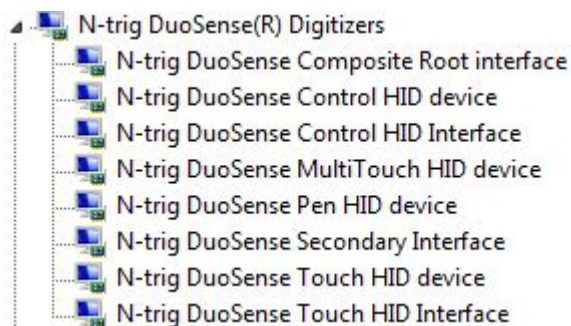 N-trig DuoSense(R) Digitizers
N-trig DuoSense Composite Root interface
N-trig DuoSense Control HID device
N-trig DuoSense Control HID Interface
N-trig DuoSense MultiTouch HID device
N-trig DuoSense Pen HID device
N-trig DuoSense Secondary Interface
N-trig DuoSense Touch HID device
N-trig DuoSense Touch HID Interface